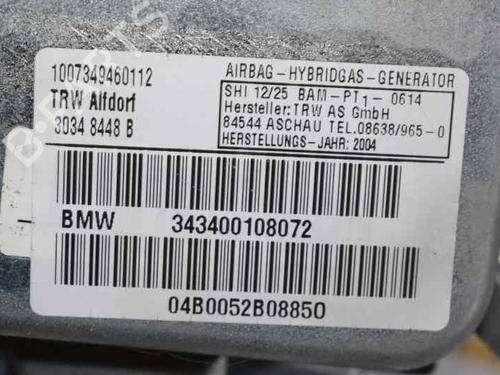 1007349460112
TRW Alfdorf
3034 8448 B
AIRBAG-HYBRIDGAS-GENERATOR
SHI 12/25 BAM-PT1-0614
Hersteller: TRW AS GmbH
84544 ASCHAU TEL.08638/965-0
HERSTELLUNGS-JAHR: 2004
BMW 343400108072
04B0052B08850